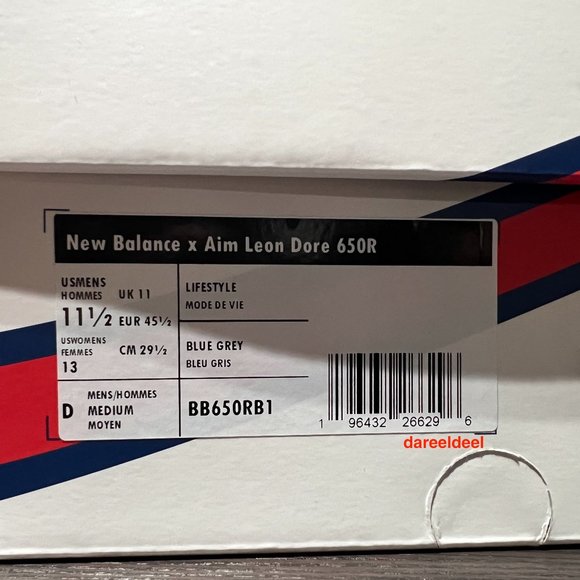 New Balance x Aim Leon Dore 650R
USMENS
HOMMES UK 11
11½ EUR 45½
USWOMENS
FEMMES CM 29½
13
LIFESTYLE
MODE DE VIE
BLUE GREY
BLEU GRIS
D MENS/HOMMES
MEDIUM
MOYEN
BB650RB1
1 96432 26629 6
dareeldeel